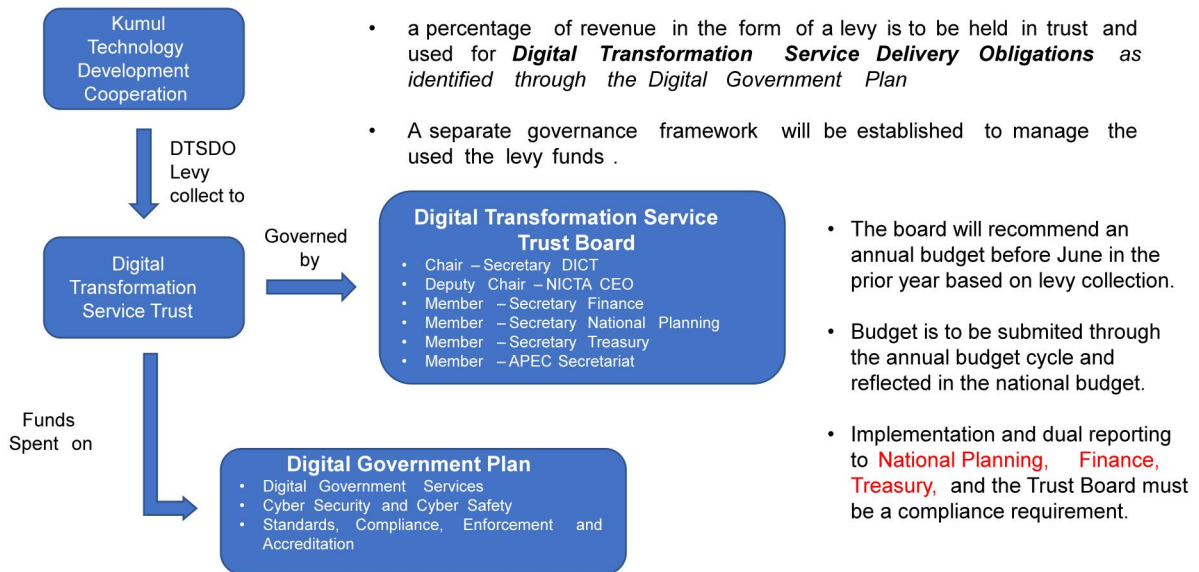 Kumul
Technology
Development
Cooperation
• a percentage of revenue in the form of a levy is to be held in trust and
used for Digital Transformation Service Delivery Obligations as
identified through the Digital Government Plan
• A separate governance framework will be established to manage the
used the levy funds .
DTSDO
Levy
collect to
Digital
Transformation
Service Trust
Governed
by
Digital Transformation Service
Trust Board
• Chair – Secretary DICT
• Deputy Chair – NICTA CEO
• Member – Secretary Finance
• Member – Secretary National Planning
• Member – Secretary Treasury
• Member – APEC Secretariat
• The board will recommend an
annual budget before June in the
prior year based on levy collection.
• Budget is to be submited through
the annual budget cycle and
reflected in the national budget.
• Implementation and dual reporting
to National Planning, Finance,
Treasury, and the Trust Board must
be a compliance requirement.
Funds
Spent on
Digital Government Plan
• Digital Government Services
• Cyber Security and Cyber Safety
• Standards, Compliance, Enforcement and
Accreditation